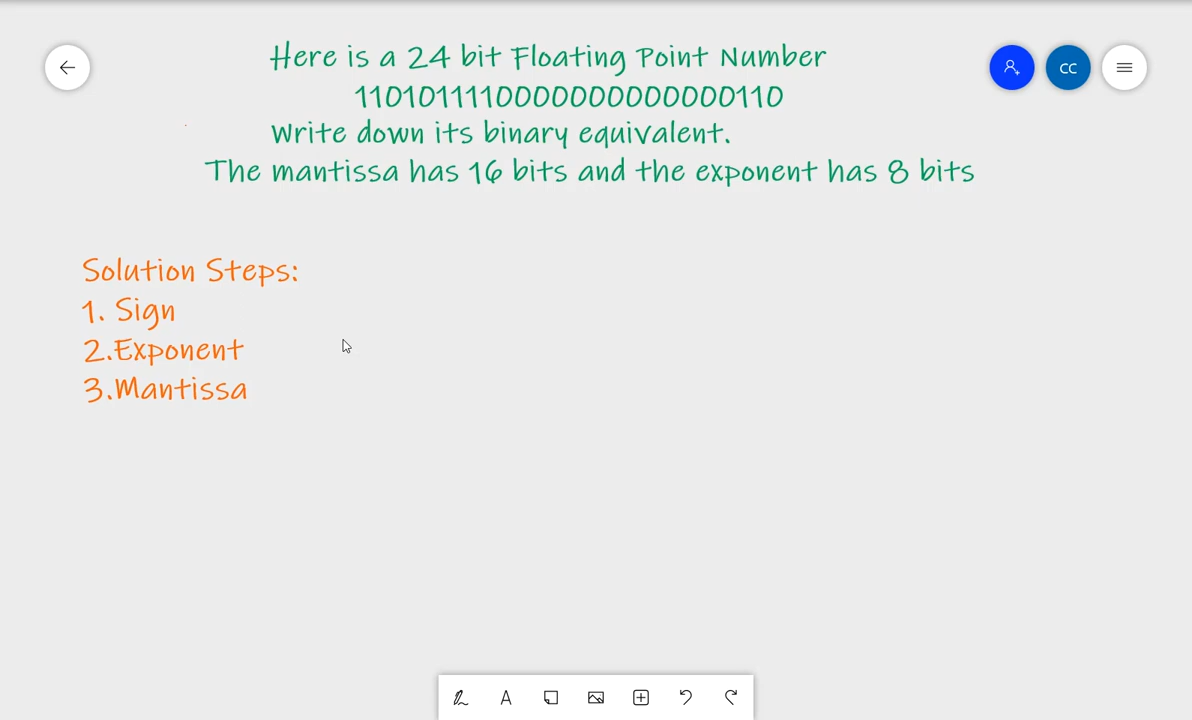 Here is a 24 bit Floating Point Number
110101111000000000000110
Write down its binary equivalent.
The mantissa has 16 bits and the exponent has 8 bits
Solution Steps:
1. Sign
2.Exponent
3.Mantissa
CC
A